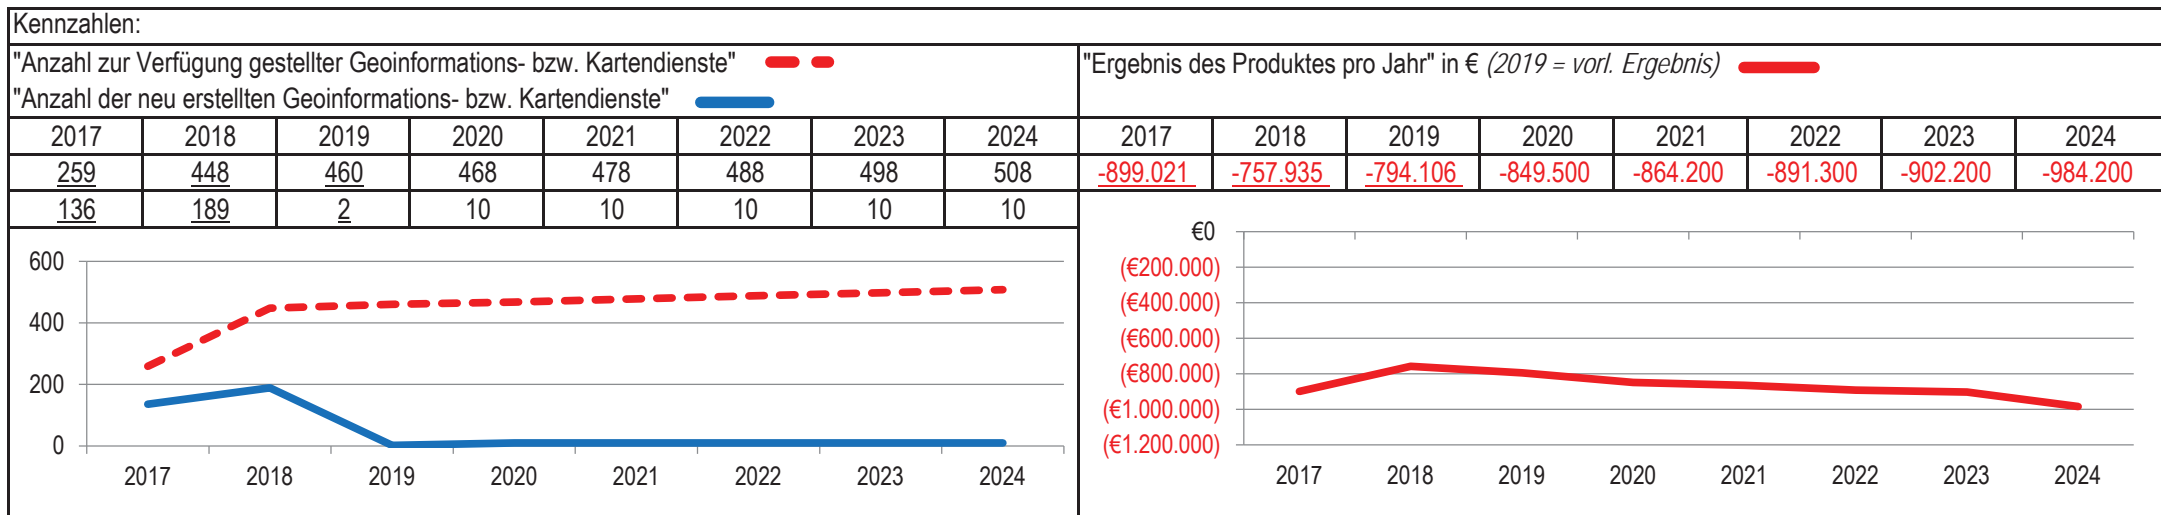 Kennzahlen:
"Anzahl zur Verfügung gestellter Geoinformations- bzw. Kartendienste"
"Anzahl der neu erstellten Geoinformations- bzw. Kartendienste"
2017 2018 2019 2020 2021 2022 2023 2024
259 448 460 468 478 488 498 508
136 189 2 10 10 10 10 10
600
400
200
0
2017 2018 2019 2020 2021 2022 2023 2024
"Ergebnis des Produktes pro Jahr" in € (2019 = vorl. Ergebnis)
2017 2018 2019 2020 2021 2022 2023 2024
-899.021 -757.935 -794.106 -849.500 -864.200 -891.300 -902.200 -984.200
€0
(€200.000)
(€400.000)
(€600.000)
(€800.000)
(€1.000.000)
(€1.200.000)
2017 2018 2019 2020 2021 2022 2023 2024